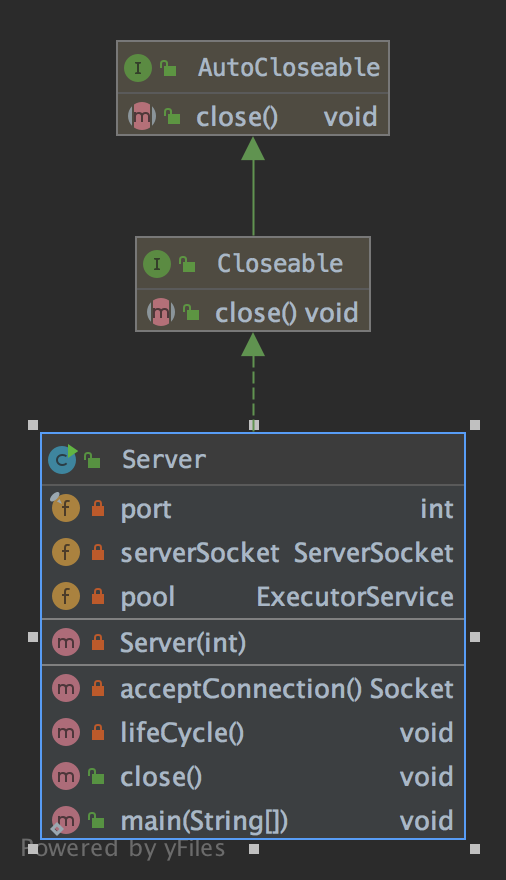 AutoCloseable
close() void
Closeable
close() void
Server
port int
serverSocket ServerSocket
pool ExecutorService
Server(int)
acceptConnection() Socket
lifeCycle() void
close() void
main(String[]) void
Powered by yFiles